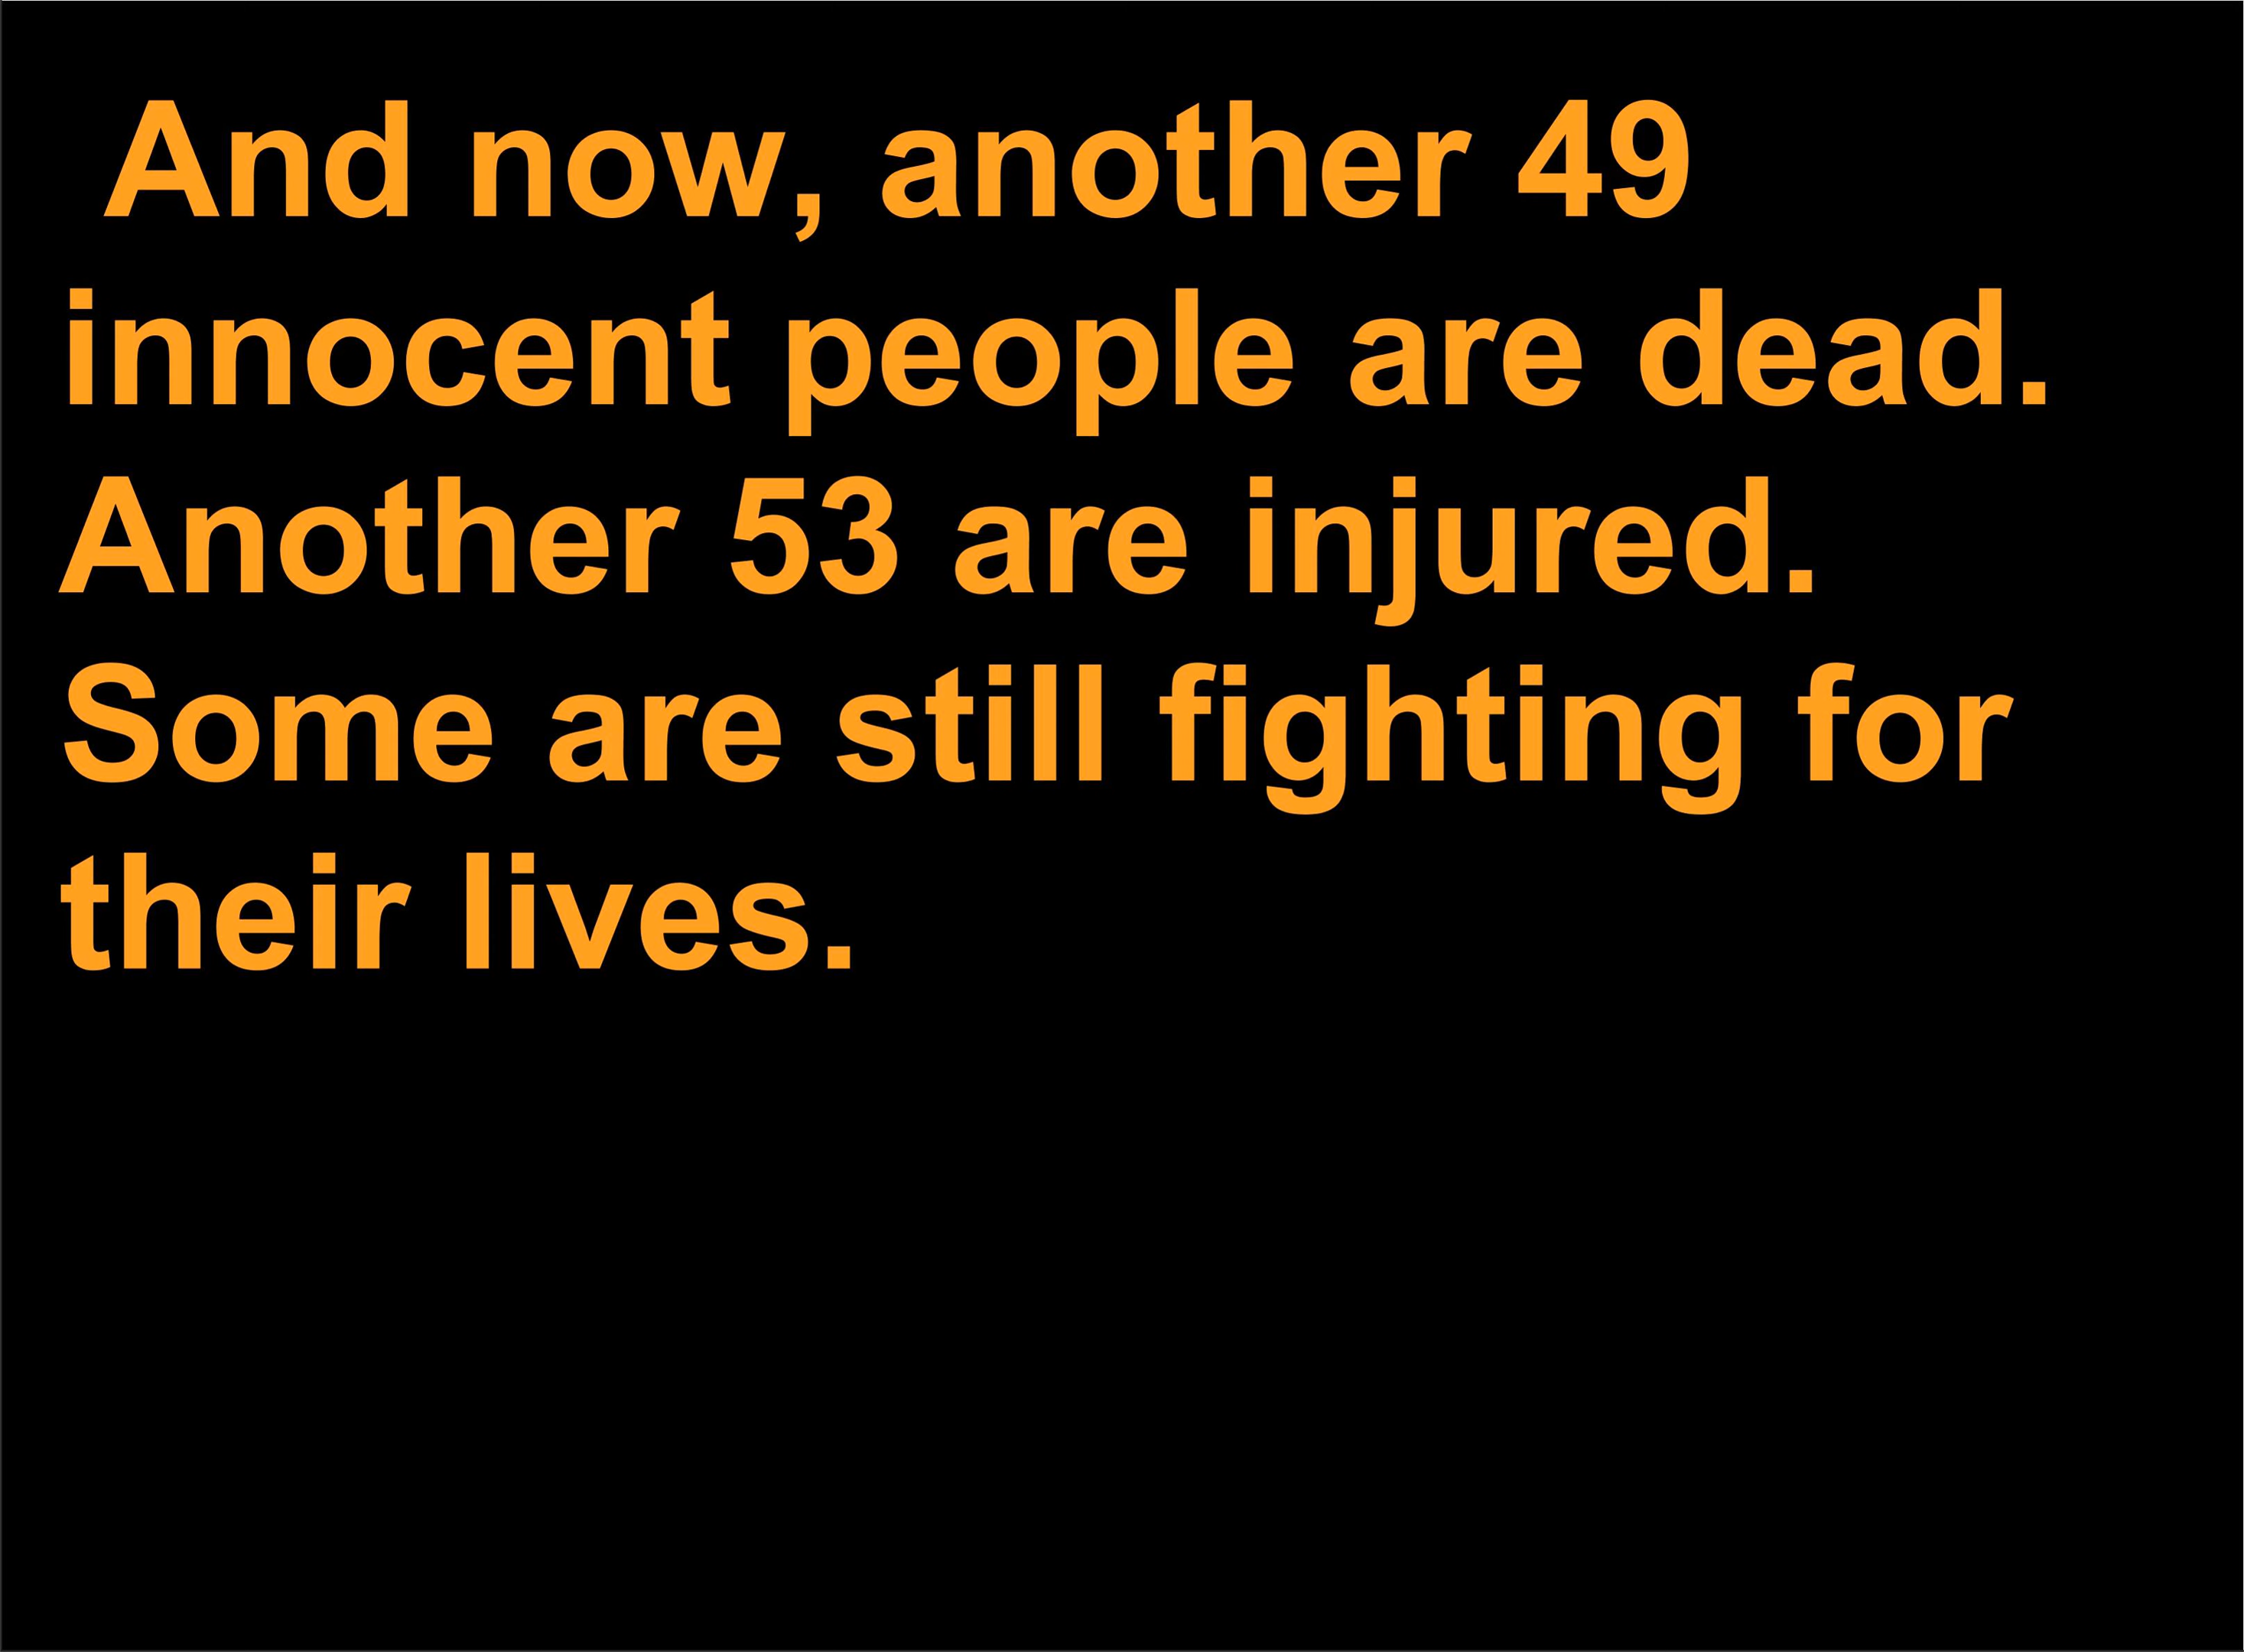 And now, another 49
innocent people are dead.
Another 53 are injured.
Some are still fighting for
their lives.